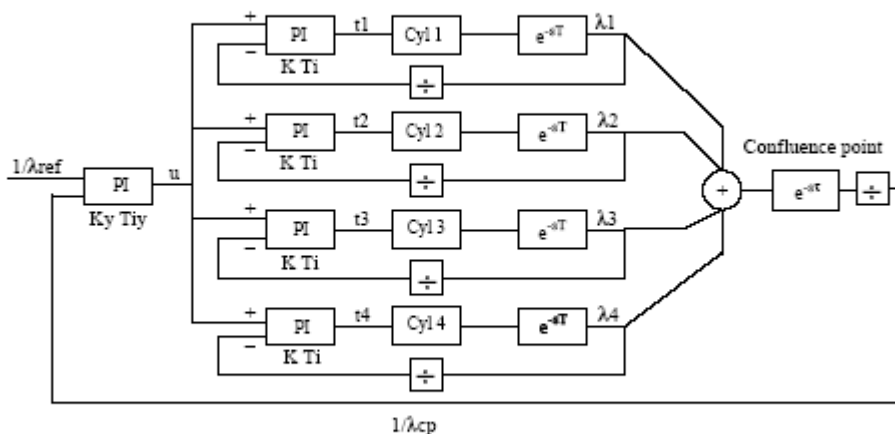 + PI t1 Cyl 1 e-sT λ1
−
K Ti ÷
+ PI t2 Cyl 2 e-sT λ2
−
K Ti ÷
Confluence point
1/λref PI u + e-sτ ÷
Ky Tiy
+ PI t3 Cyl 3 e-sT λ3
−
K Ti ÷
+ PI t4 Cyl 4 e-sT λ4
−
K Ti ÷
1/λcp